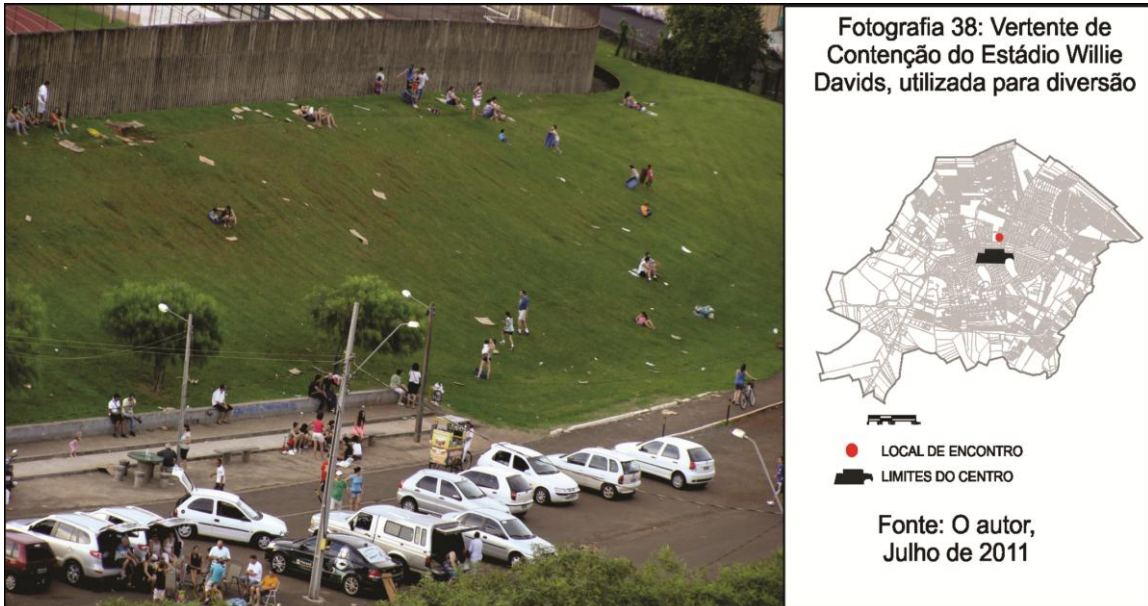 Fotografia 38: Vertente de
Contenção do Estádio Willie
Davids, utilizada para diversão
LOCAL DE ENCONTRO
LIMITES DO CENTRO
Fonte: O autor,
Julho de 2011